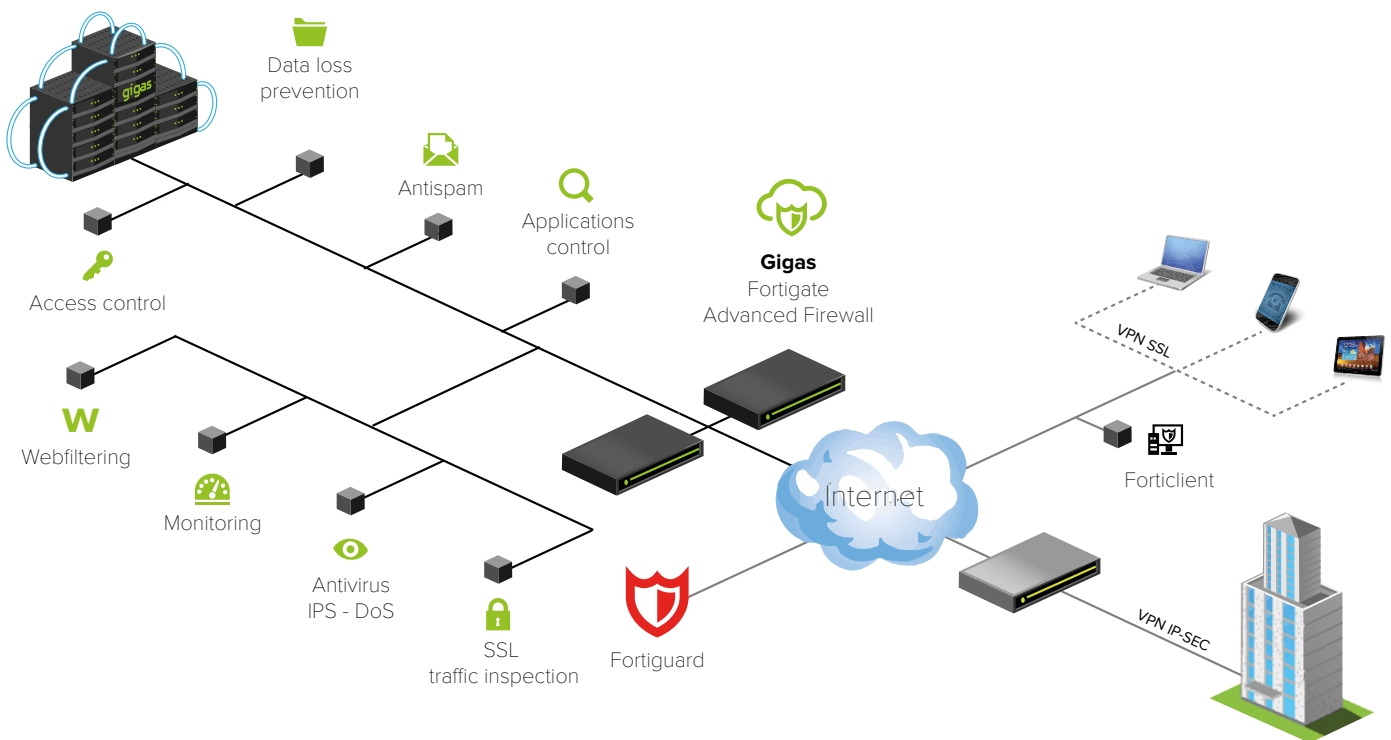 gigas
Data loss
prevention
Antispam
Applications
control
Access control
Gigas
Fortigate
Advanced Firewall
VPN SSL
W
Webfiltering
Monitoring
Antivirus
IPS - DoS
SSL
traffic inspection
Internet
Forticlient
Fortiguard
VPN IP-SEC